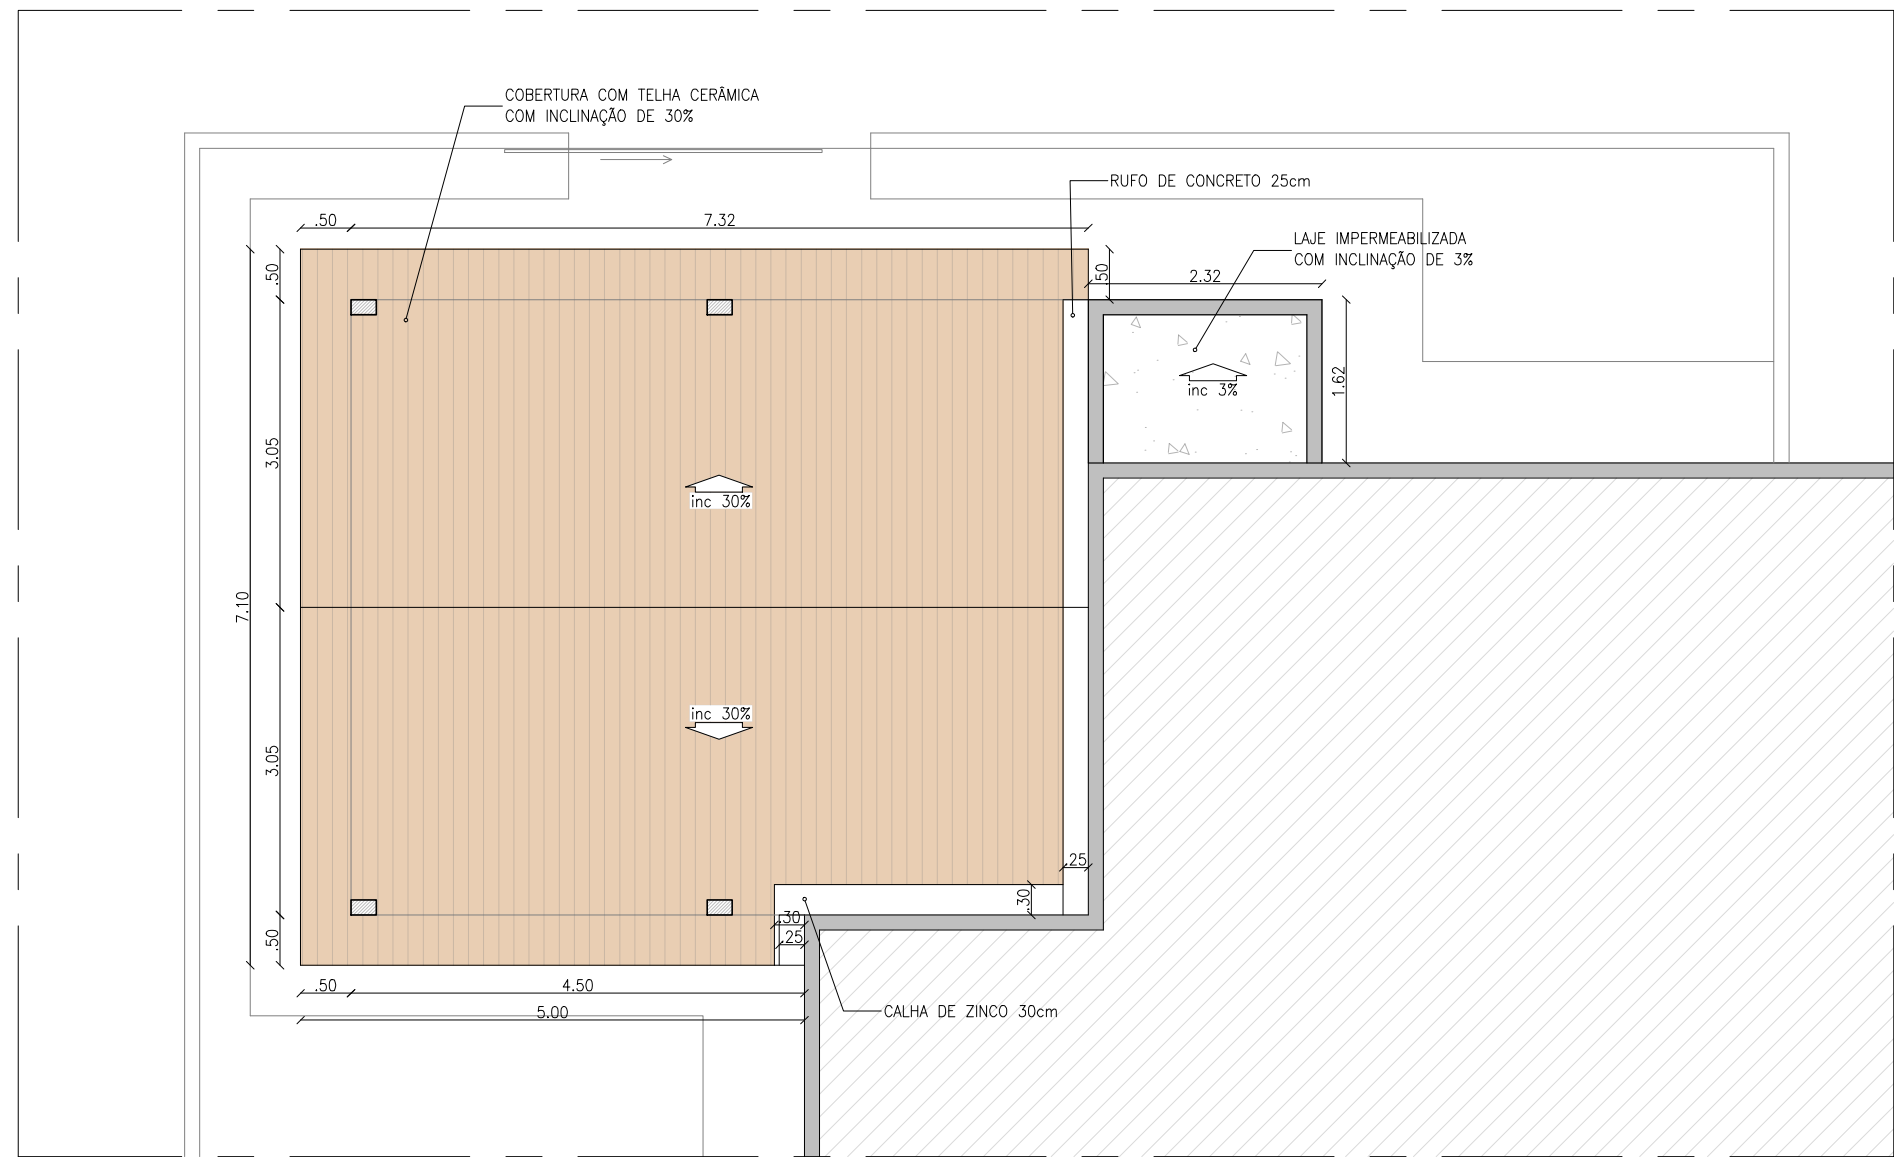 COBERTURA COM TELHA CERÂMICA
COM INCLINAÇÃO DE 30%
RUFO DE CONCRETO 25cm
.50
7.32
LAJE IMPERMEABILIZADA
COM INCLINAÇÃO DE 3%
.50
.50
2.32
1.62
inc 3%
3.05
inc 30%
7.10
inc 30%
3.05
.25
.30
.30
.25
.50
.50
4.50
5.00
CALHA DE ZINCO 30cm